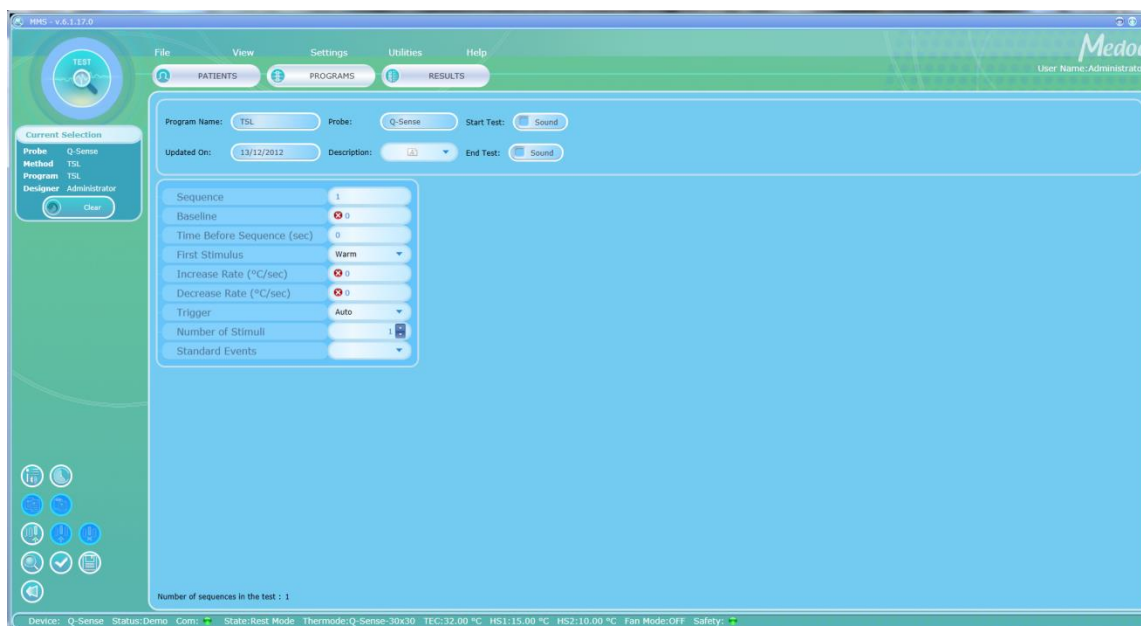 MMS - v.6.1.17.0
File View Settings Utilities Help
TEST
PATIENTS PROGRAMS RESULTS
Medoc
User Name:Administrator
Current Selection
Probe Q-Sense
Method TSL
Program TSL
Designer Administrator
Clear
Program Name: TSL Probe: Q-Sense Start Test: Sound
Updated On: 13/12/2012 Description: End Test: Sound
Sequence 1
Baseline 0
Time Before Sequence (sec) 0
First Stimulus Warm
Increase Rate (°C/sec) 0
Decrease Rate (°C/sec) 0
Trigger Auto
Number of Stimuli 1
Standard Events
Number of sequences in the test : 1
Device: Q-Sense Status:Demo Com: State:Rest Mode Thermode:Q-Sense-30x30 TEC:32.00 °C HS1:15.00 °C HS2:10.00 °C Fan Mode:OFF Safety: